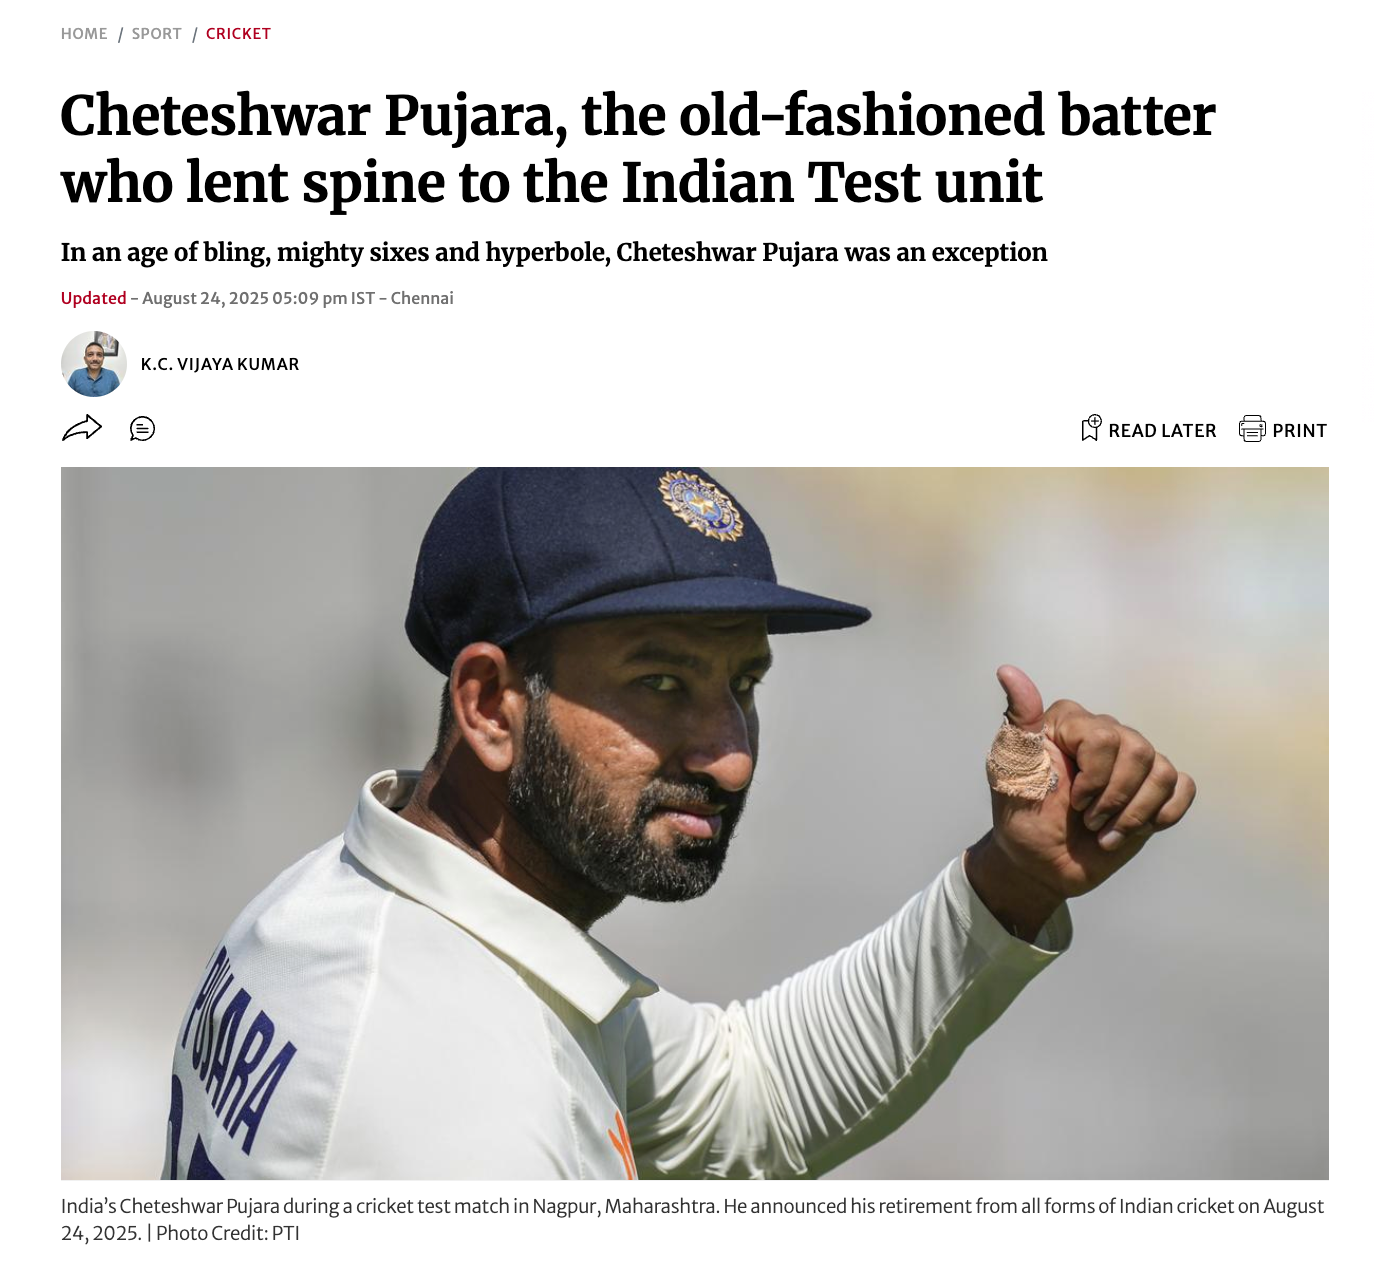 HOME / SPORT / CRICKET
Cheteshwar Pujara, the old-fashioned batter
who lent spine to the Indian Test unit
In an age of bling, mighty sixes and hyperbole, Cheteshwar Pujara was an exception
Updated - August 24, 2025 05:09 pm IST - Chennai
K.C. VIJAYA KUMAR
READ LATER PRINT
PUJARA
India’s Cheteshwar Pujara during a cricket test match in Nagpur, Maharashtra. He announced his retirement from all forms of Indian cricket on August
24, 2025. | Photo Credit: PTI